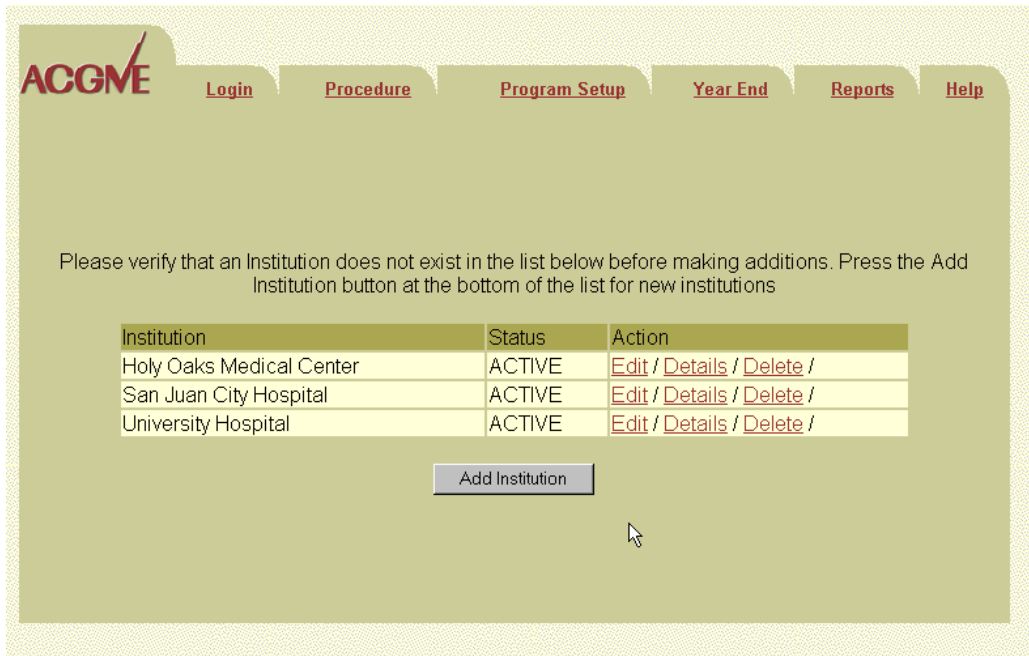 ACGME
Login Procedure Program Setup Year End Reports Help
Please verify that an Institution does not exist in the list below before making additions. Press the Add
Institution button at the bottom of the list for new institutions
Institution Status Action
Holy Oaks Medical Center ACTIVE Edit / Details / Delete /
San Juan City Hospital ACTIVE Edit / Details / Delete /
University Hospital ACTIVE Edit / Details / Delete /
Add Institution